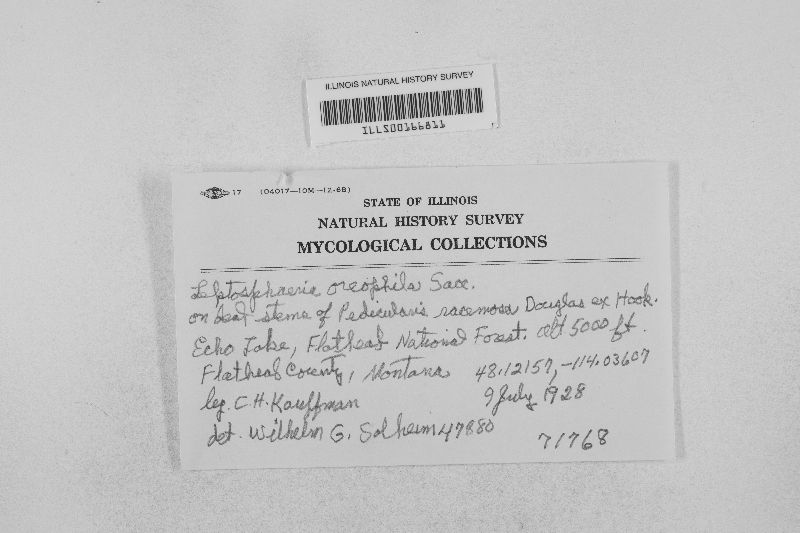 ILLINOIS NATURAL HISTORY SURVEY
ILLS00166811
17 (04017—10M—12-68)
STATE OF ILLINOIS
NATURAL HISTORY SURVEY
MYCOLOGICAL COLLECTIONS
Leptosphaeria oreophila Sacc.
on dead stems of Pedicularis racemosa Douglas ex Hook.
Echo Lake, Flathead National Forest. alt 5000 ft.
Flathead County, Montana 48.12157, -114.03607
leg. C.H. Kauffman 9 July 1928
det. Wilhelm G. Solheim 47880
71768